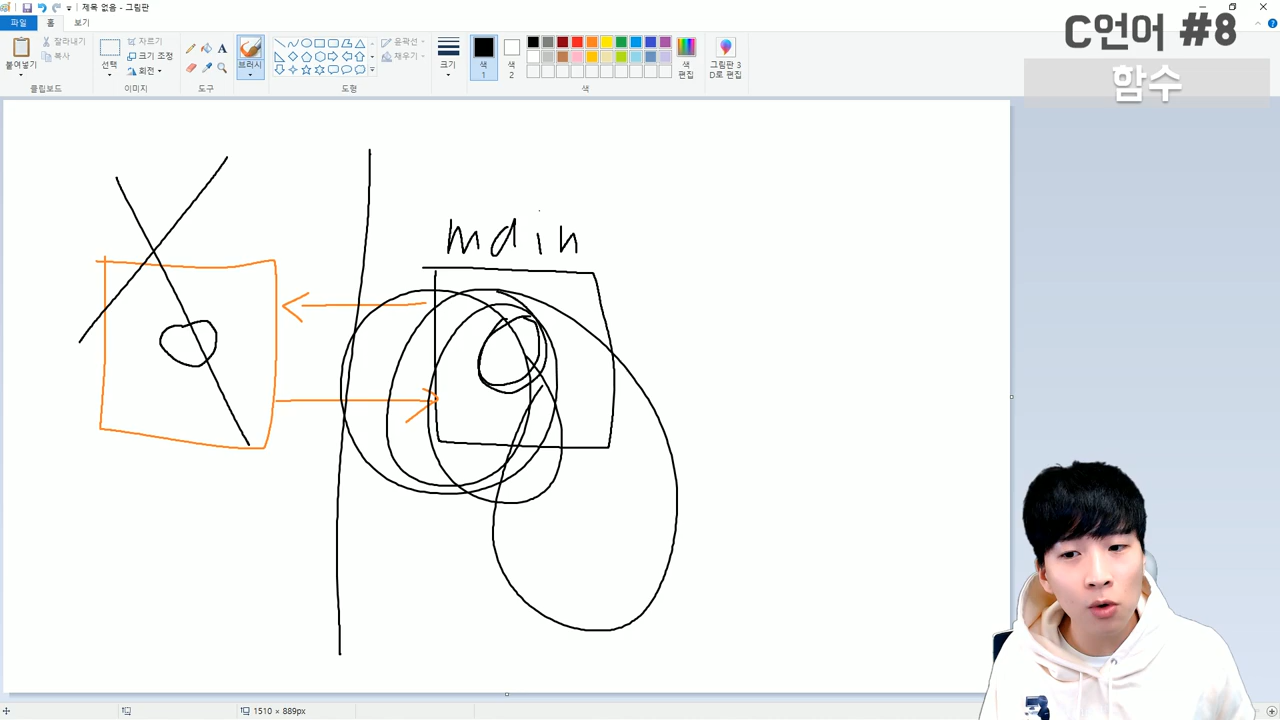 제목 없음 - 그림판
C언어 #8
함수
파일 홈 보기
붙여넣기
잘라내기
복사
클립보드
선택
자르기
크기 조정
회전
이미지
A
도구
브러시
윤곽선
채우기
도형
크기
색 1
색 2
색 편집
색
그림판 3D로 편집
main
1510 × 889px